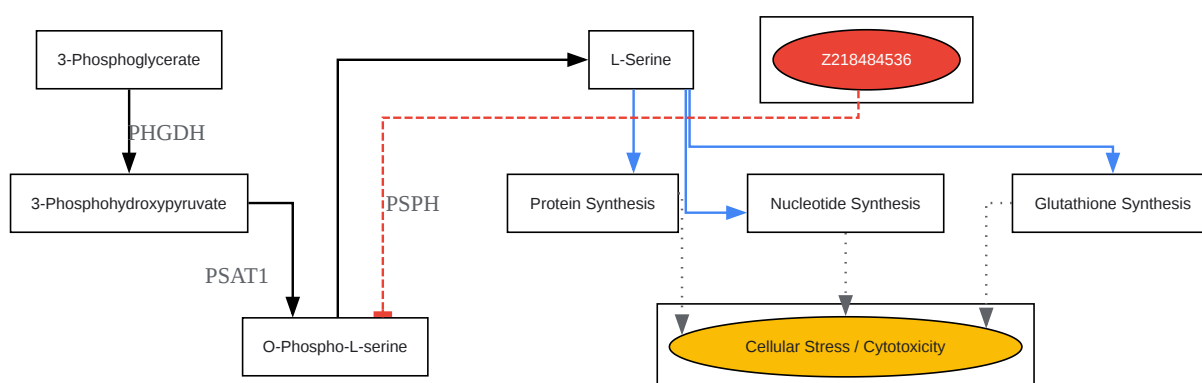 3-Phosphoglycerate
L-Serine
Z218484536
PHGDH
3-Phosphohydroxypyruvate
PSPH
Protein Synthesis
Nucleotide Synthesis
Glutathione Synthesis
PSAT1
O-Phospho-L-serine
Cellular Stress / Cytotoxicity